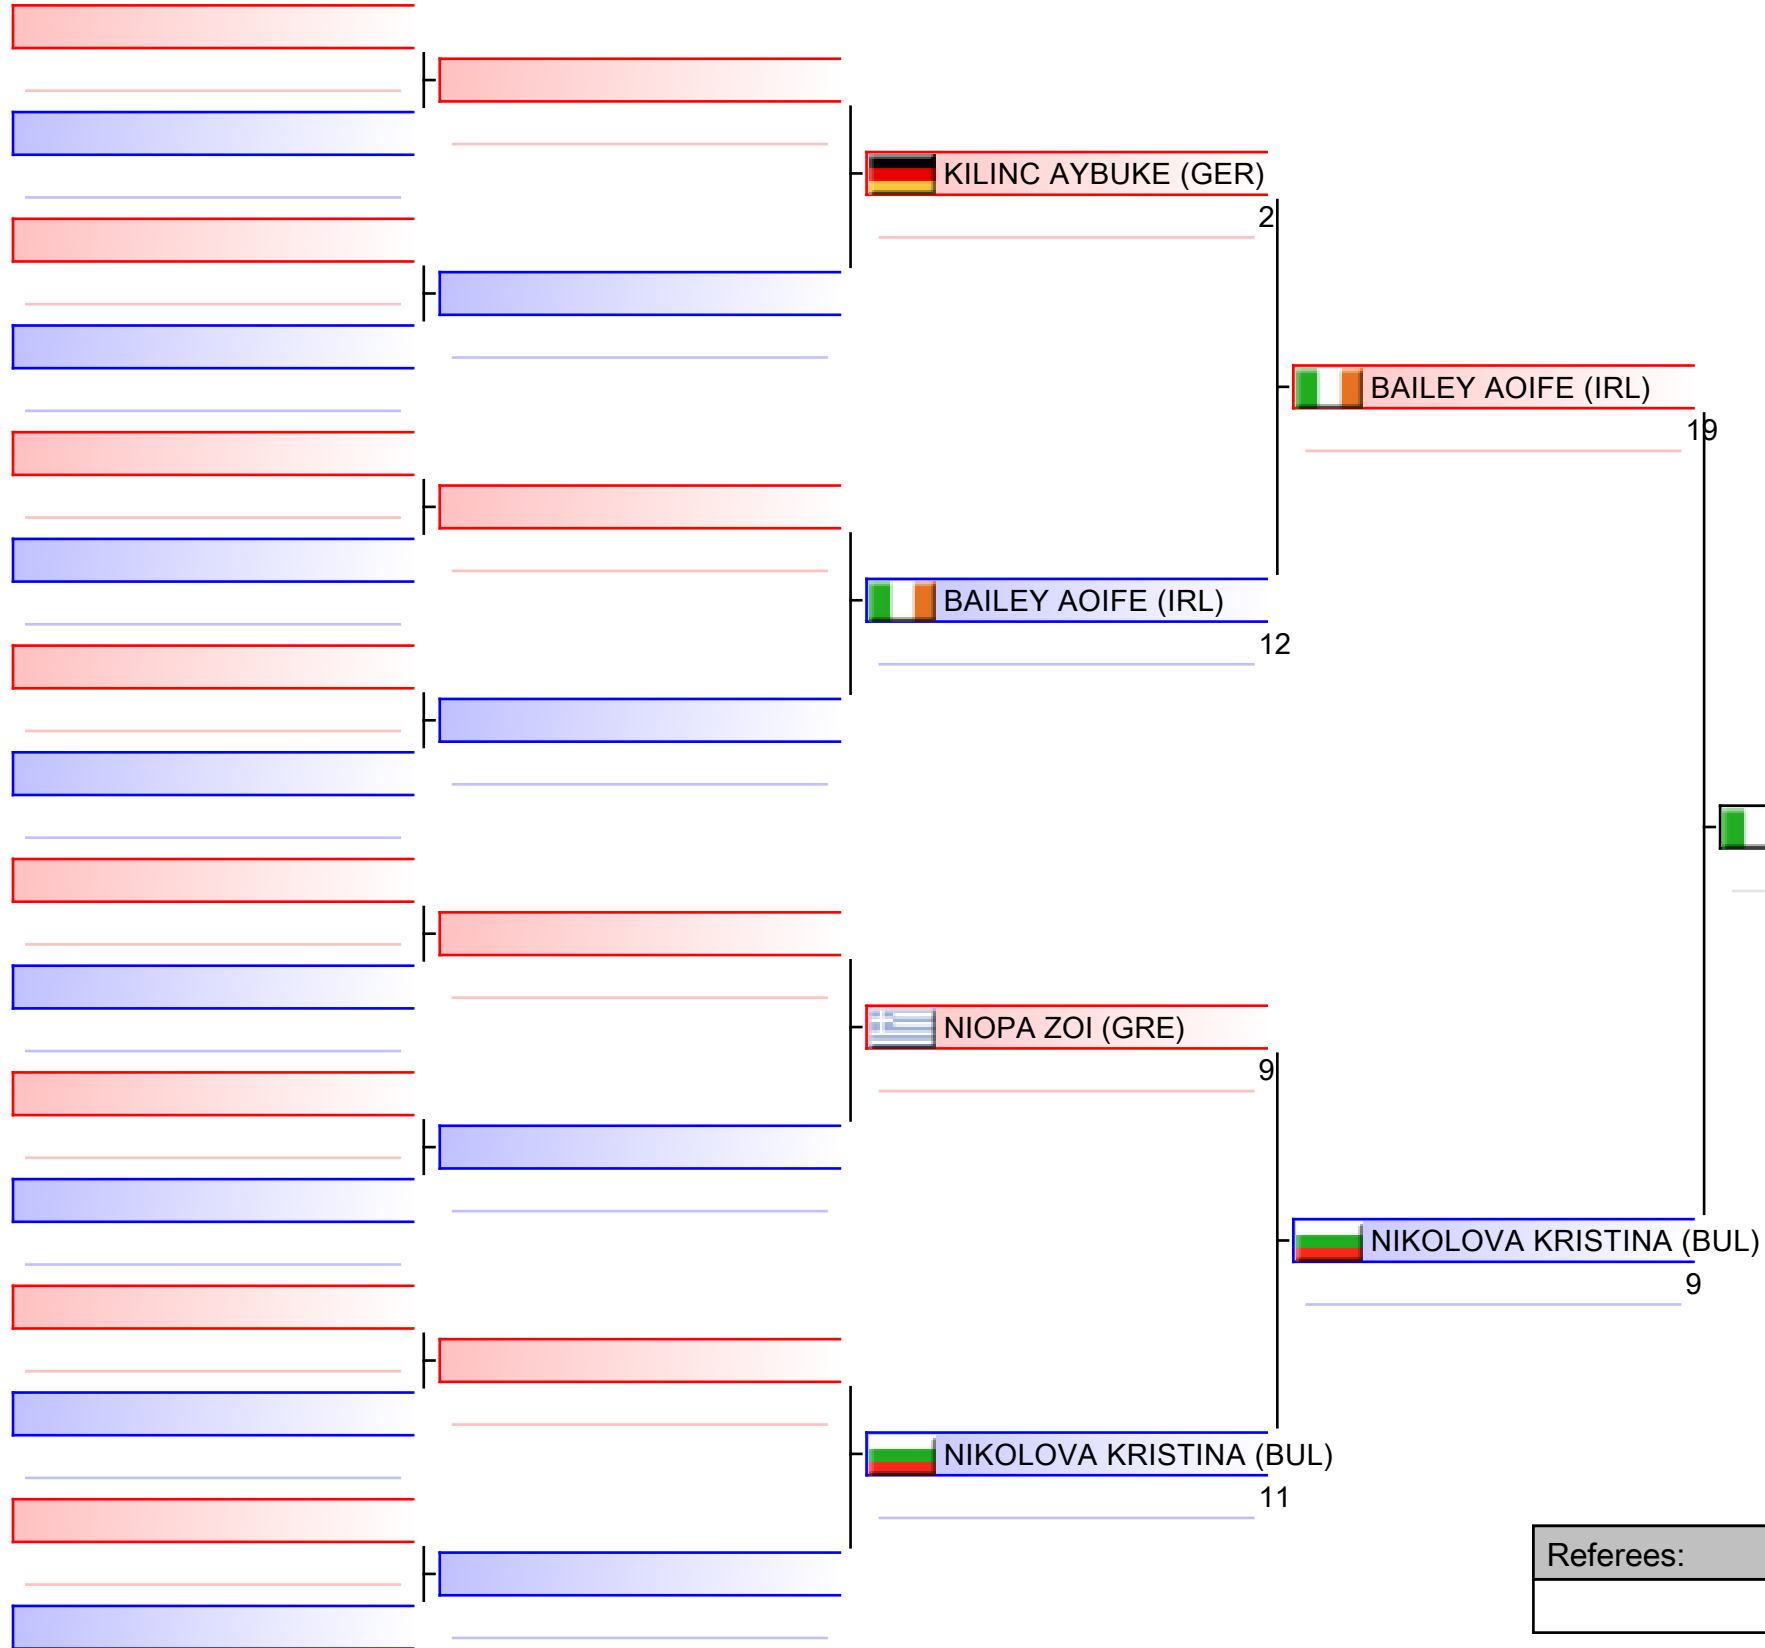 KILINC AYBUKE (GER)
2
BAILEY AOIFE (IRL)
19
BAILEY AOIFE (IRL)
12
NIOPA ZOI (GRE)
9
NIKOLOVA KRISTINA (BUL)
9
NIKOLOVA KRISTINA (BUL)
11
Referees: